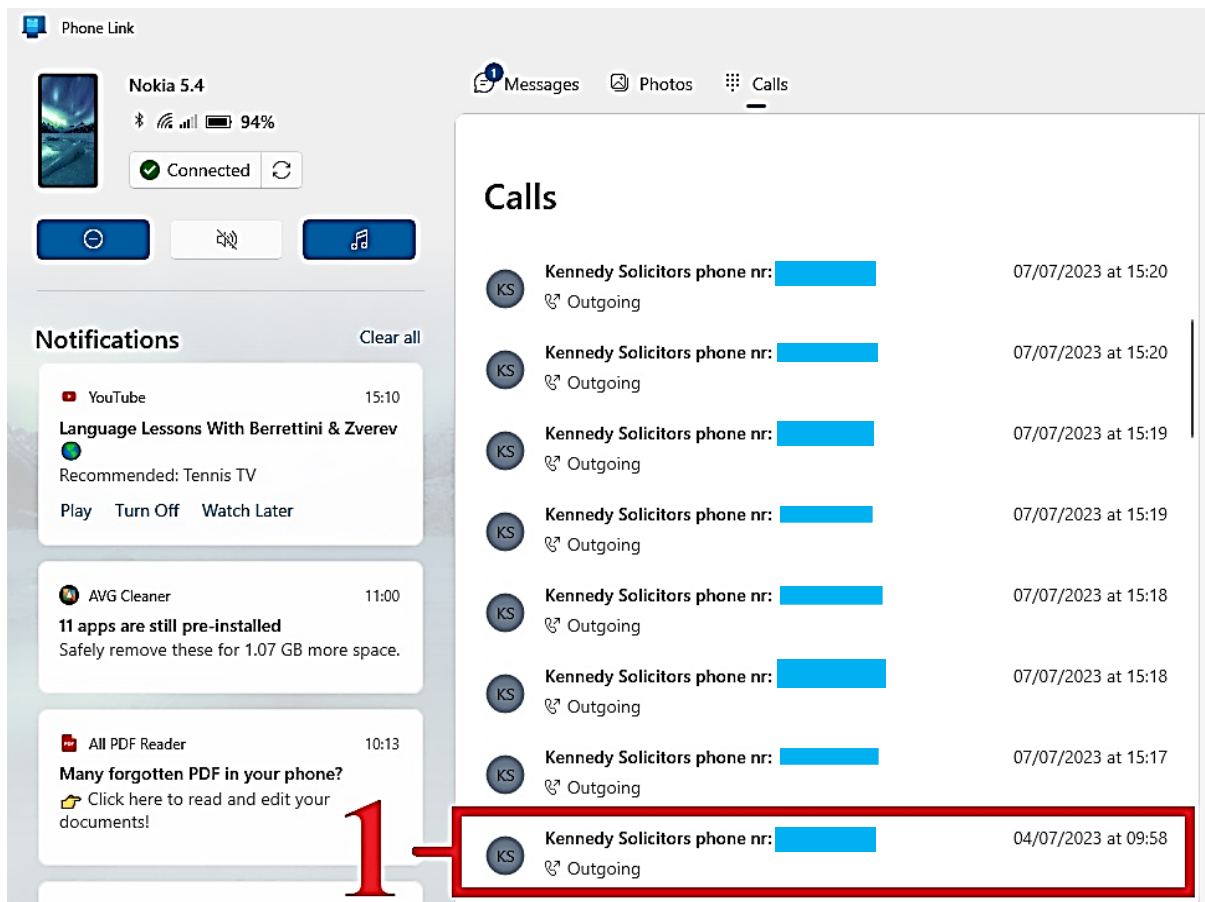 Phone Link
Nokia 5.4
94%
Connected
1
Messages
Photos
Calls
Notifications
Clear all
YouTube
15:10
Language Lessons With Berrettini & Zverev
Recommended: Tennis TV
Play Turn Off Watch Later
AVG Cleaner
11:00
11 apps are still pre-installed
Safely remove these for 1.07 GB more space.
All PDF Reader
10:13
Many forgotten PDF in your phone?
👉 Click here to read and edit your
documents!
Calls
KS
Kennedy Solicitors phone nr:
07/07/2023 at 15:20
Outgoing
KS
Kennedy Solicitors phone nr:
07/07/2023 at 15:20
Outgoing
KS
Kennedy Solicitors phone nr:
07/07/2023 at 15:19
Outgoing
KS
Kennedy Solicitors phone nr:
07/07/2023 at 15:19
Outgoing
KS
Kennedy Solicitors phone nr:
07/07/2023 at 15:18
Outgoing
KS
Kennedy Solicitors phone nr:
07/07/2023 at 15:18
Outgoing
KS
Kennedy Solicitors phone nr:
07/07/2023 at 15:17
Outgoing
1
KS
Kennedy Solicitors phone nr:
04/07/2023 at 09:58
Outgoing